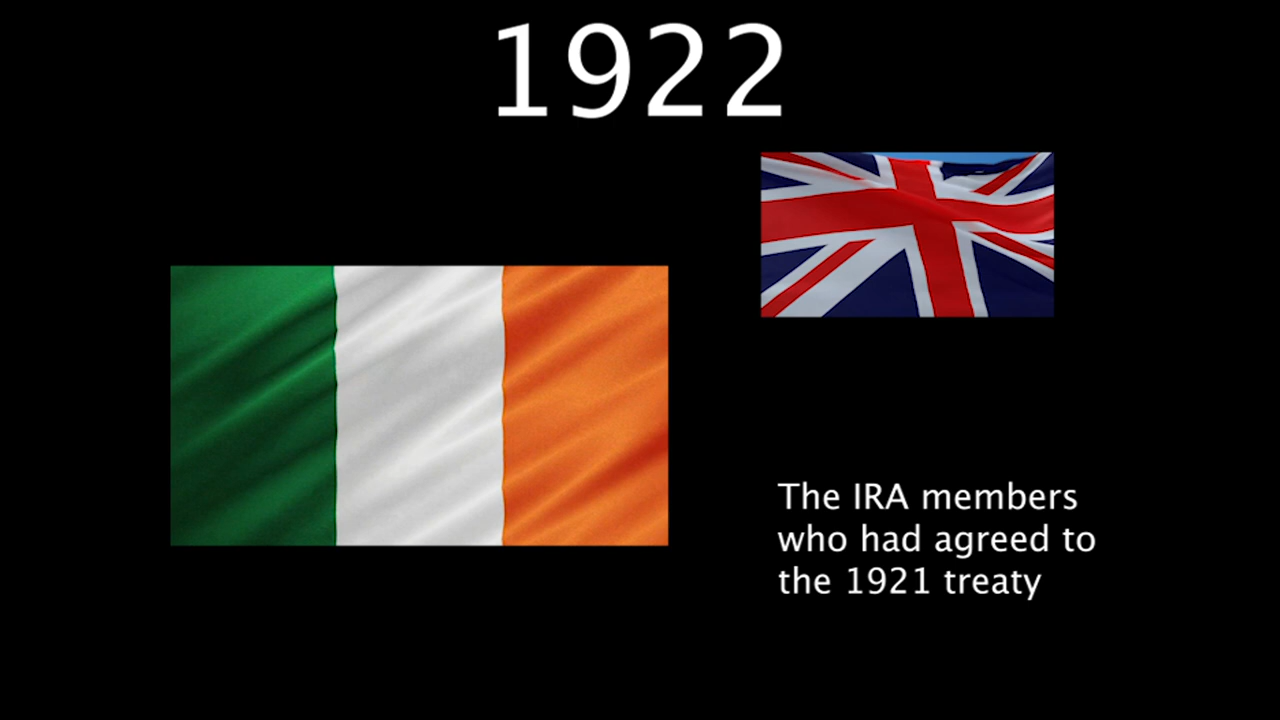 1922
The IRA members
who had agreed to
the 1921 treaty